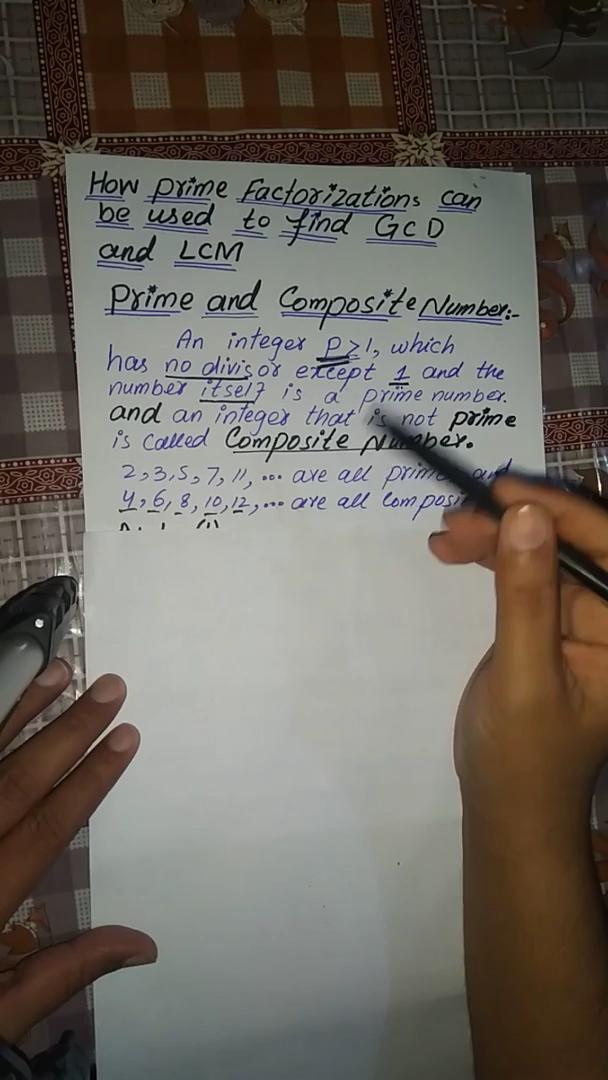 How prime Factorizations can
be used to find GCD
and LCM
Prime and Composite Number:-
An integer P>1, which
has no divisor except 1 and the
number itself is a prime number.
and an integer that is not prime
is called Composite Number.
2, 3, 5, 7, 11, ... are all prime and
4, 6, 8, 10, 12, ... are all